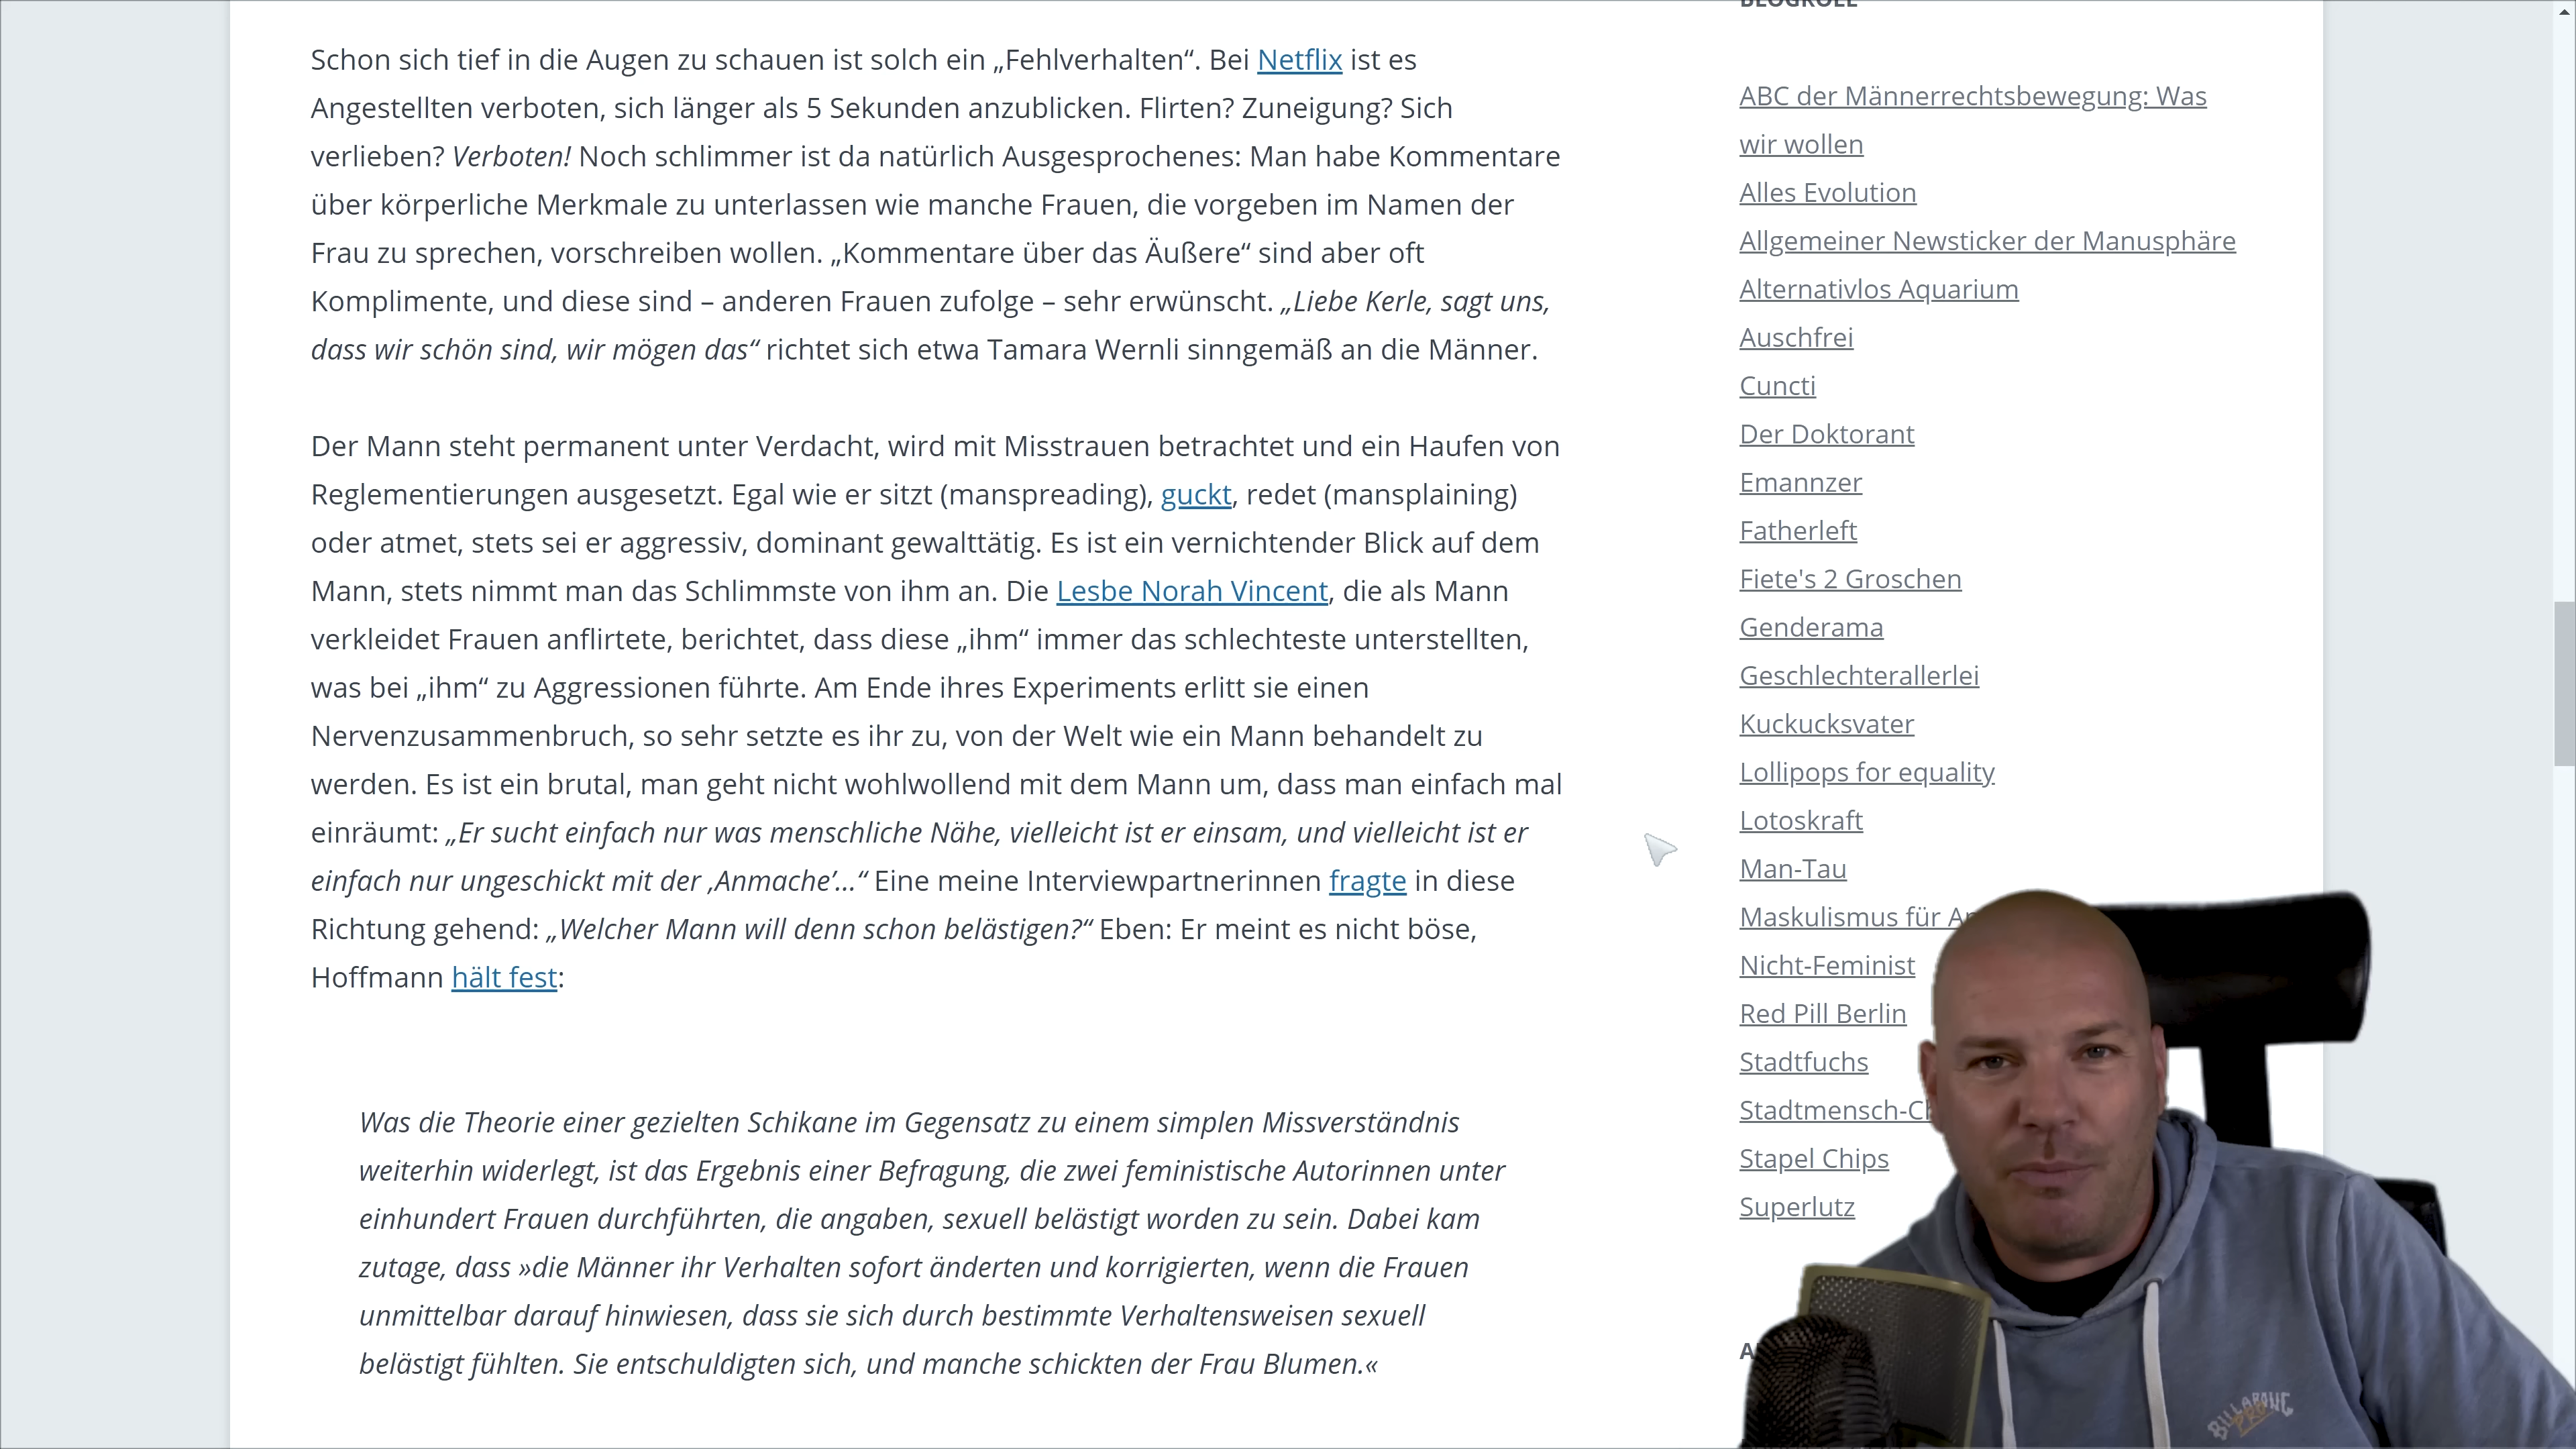 BLOGROLL
Schon sich tief in die Augen zu schauen ist solch ein „Fehlverhalten“. Bei Netflix ist es
Angestellten verboten, sich länger als 5 Sekunden anzublicken. Flirten? Zuneigung? Sich
verlieben? Verboten! Noch schlimmer ist da natürlich Ausgesprochenes: Man habe Kommentare
über körperliche Merkmale zu unterlassen wie manche Frauen, die vorgeben im Namen der
Frau zu sprechen, vorschreiben wollen. „Kommentare über das Äußere“ sind aber oft
Komplimente, und diese sind – anderen Frauen zufolge – sehr erwünscht. „Liebe Kerle, sagt uns,
dass wir schön sind, wir mögen das“ richtet sich etwa Tamara Wernli sinngemäß an die Männer.
Der Mann steht permanent unter Verdacht, wird mit Misstrauen betrachtet und ein Haufen von
Reglementierungen ausgesetzt. Egal wie er sitzt (manspreading), guckt, redet (mansplaining)
oder atmet, stets sei er aggressiv, dominant gewalttätig. Es ist ein vernichtender Blick auf dem
Mann, stets nimmt man das Schlimmste von ihm an. Die Lesbe Norah Vincent, die als Mann
verkleidet Frauen anflirtete, berichtet, dass diese „ihm“ immer das schlechteste unterstellten,
was bei „ihm“ zu Aggressionen führte. Am Ende ihres Experiments erlitt sie einen
Nervenzusammenbruch, so sehr setzte es ihr zu, von der Welt wie ein Mann behandelt zu
werden. Es ist ein brutal, man geht nicht wohlwollend mit dem Mann um, dass man einfach mal
einräumt: „Er sucht einfach nur was menschliche Nähe, vielleicht ist er einsam, und vielleicht ist er
einfach nur ungeschickt mit der ‚Anmache’…“ Eine meine Interviewpartnerinnen fragte in diese
Richtung gehend: „Welcher Mann will denn schon belästigen?“ Eben: Er meint es nicht böse,
Hoffmann hält fest:
Was die Theorie einer gezielten Schikane im Gegensatz zu einem simplen Missverständnis
weiterhin widerlegt, ist das Ergebnis einer Befragung, die zwei feministische Autorinnen unter
einhundert Frauen durchführten, die angaben, sexuell belästigt worden zu sein. Dabei kam
zutage, dass »die Männer ihr Verhalten sofort änderten und korrigierten, wenn die Frauen
unmittelbar darauf hinwiesen, dass sie sich durch bestimmte Verhaltensweisen sexuell
belästigt fühlten. Sie entschuldigten sich, und manche schickten der Frau Blumen.«
ABC der Männerrechtsbewegung: Was
wir wollen
Alles Evolution
Allgemeiner Newsticker der Manusphäre
Alternativlos Aquarium
Auschfrei
Cuncti
Der Doktorant
Emannzer
Fatherleft
Fiete's 2 Groschen
Genderama
Geschlechterallerlei
Kuckucksvater
Lollipops for equality
Lotoskraft
Man-Tau
Maskulismus für
Nicht-Feminist
Red Pill Berlin
Stadtfuchs
Stadtmensch-
Stapel Chips
Superlutz
BILLABONG